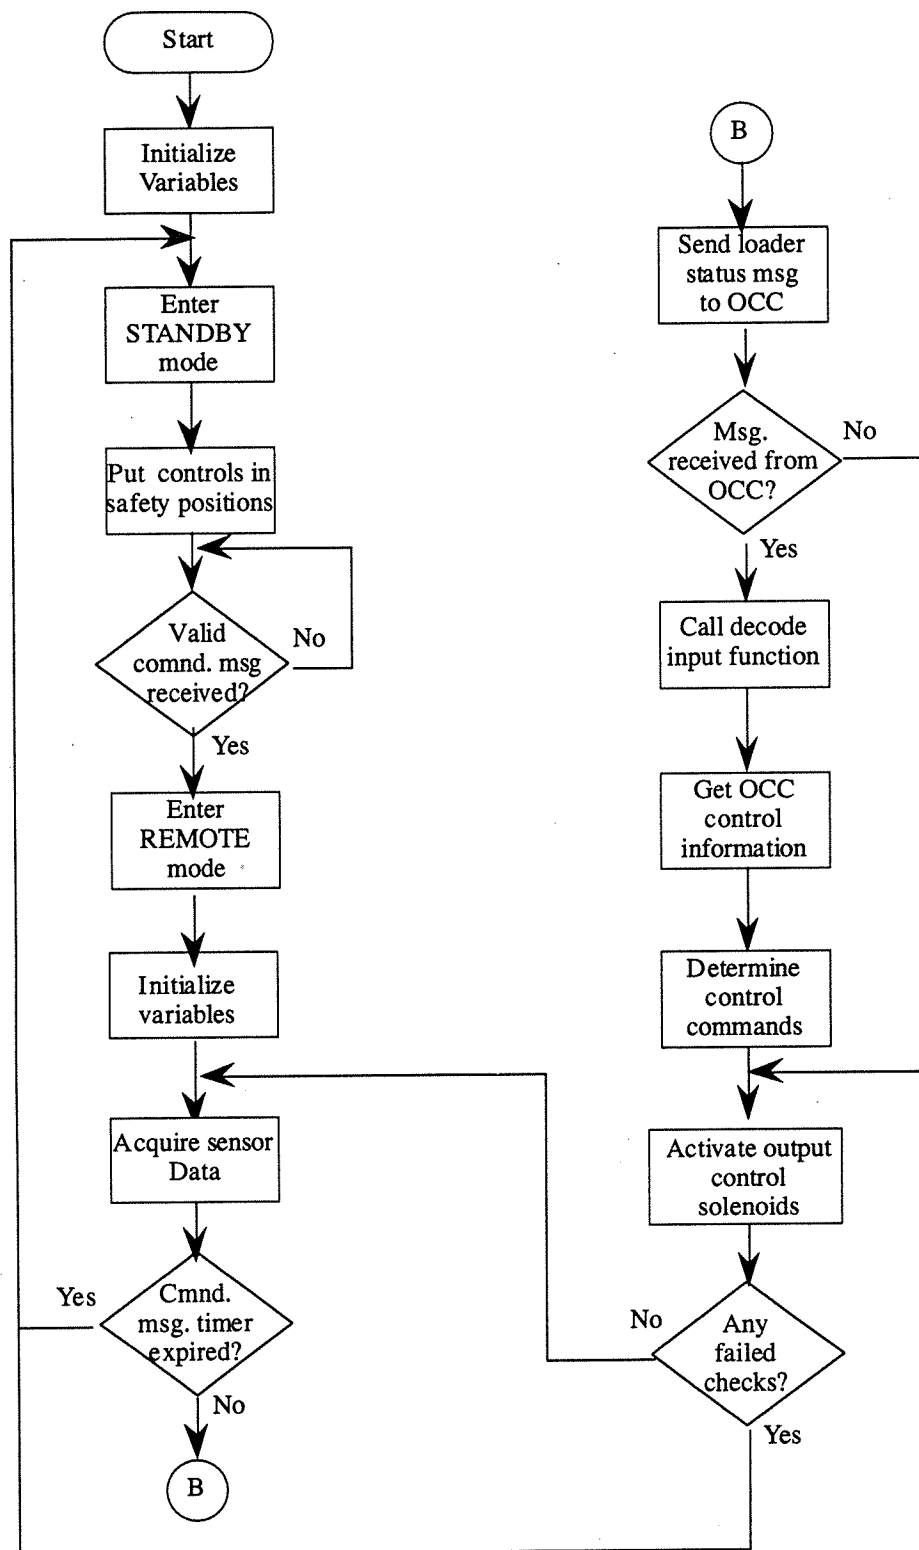 Start
Initialize
Variables
Enter
STANDBY
mode
Put controls in
safety positions
Valid
comnd. msg
received?
No
Yes
Enter
REMOTE
mode
Initialize
variables
Acquire sensor
Data
Cmnd.
msg. timer
expired?
Yes
No
B
B
Send loader
status msg
to OCC
Msg.
received from
OCC?
No
Yes
Call decode
input function
Get OCC
control
information
Determine
control
commands
Activate output
control
solenoids
Any
failed
checks?
No
Yes